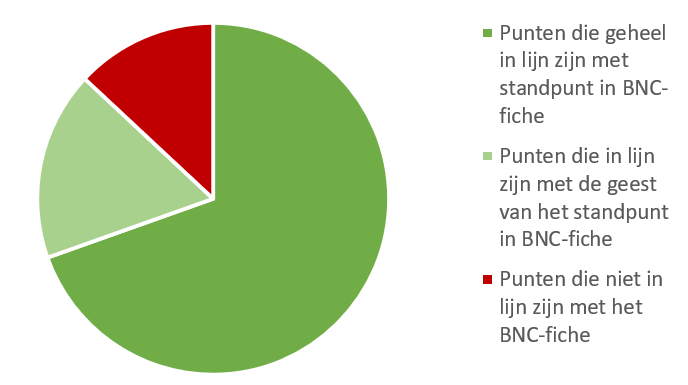 Punten die geheel
in lijn zijn met
standpunt in BNC-
fiche
Punten die in lijn
zijn met de geest
van het standpunt
in BNC-fiche
Punten die niet in
lijn zijn met het
BNC-fiche